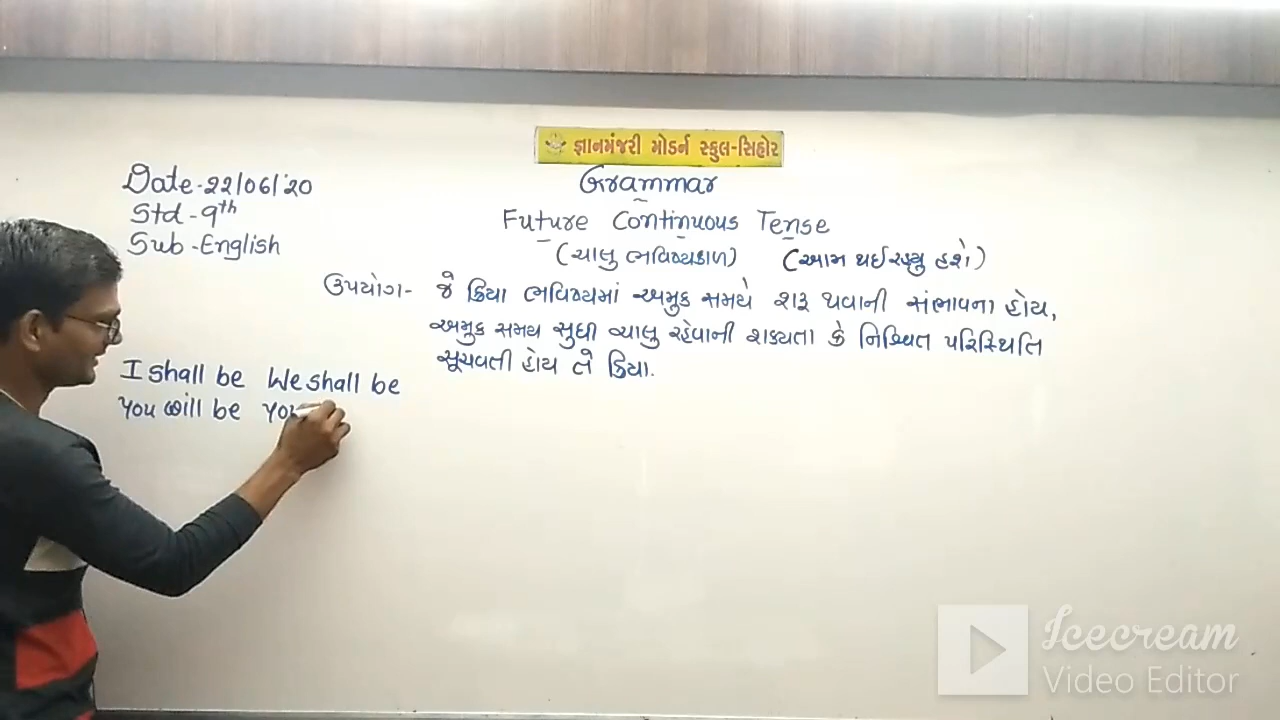 જ્ઞાનમંજરી મોડર્ન સ્કુલ-સિહોર
Date-22/06/'20
Std-9th
Sub-English
Grammar
Future Continuous Tense
(ચાલુ ભવિષ્યકાળ) (આમ થઈ રહ્યુ હશે)
ઉપયોગ- જે ક્રિયા ભવિષ્યમાં અમુક સમયે શરૂ થવાની સંભાવના હોય,
અમુક સમય સુધી ચાલુ રહેવાની શક્યતા કે નિશ્ચિત પરિસ્થિતિ
સૂચવતી હોય તે ક્રિયા.
I shall be We shall be
You will be You
Icecream
Video Editor